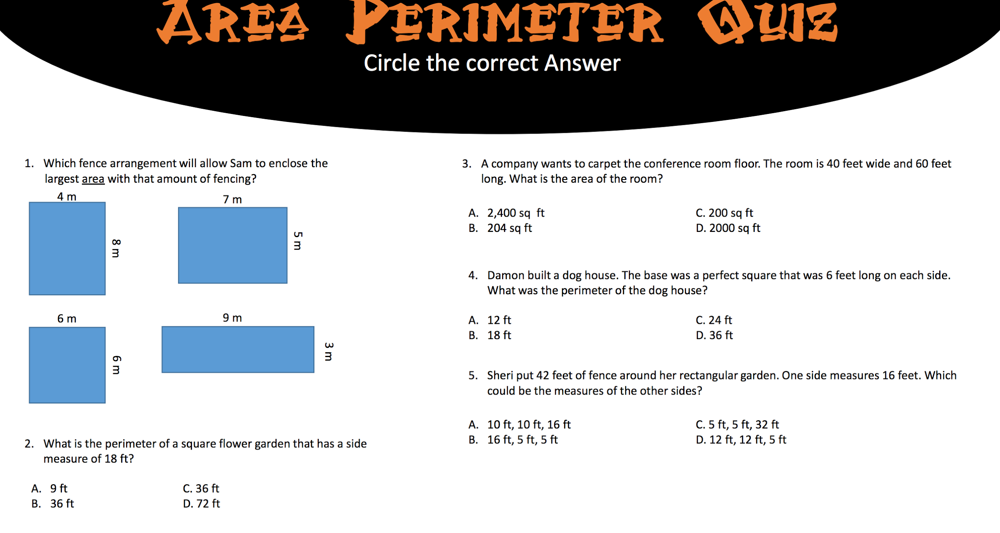 AREA PERIMETER QUIZ
Circle the correct Answer
1. Which fence arrangement will allow Sam to enclose the
largest area with that amount of fencing?
4 m
8 m
7 m
5 m
6 m
6 m
9 m
3 m
2. What is the perimeter of a square flower garden that has a side
measure of 18 ft?
A. 9 ft
B. 36 ft
C. 36 ft
D. 72 ft
3. A company wants to carpet the conference room floor. The room is 40 feet wide and 60 feet
long. What is the area of the room?
A. 2,400 sq ft
B. 204 sq ft
C. 200 sq ft
D. 2000 sq ft
4. Damon built a dog house. The base was a perfect square that was 6 feet long on each side.
What was the perimeter of the dog house?
A. 12 ft
B. 18 ft
C. 24 ft
D. 36 ft
5. Sheri put 42 feet of fence around her rectangular garden. One side measures 16 feet. Which
could be the measures of the other sides?
A. 10 ft, 10 ft, 16 ft
B. 16 ft, 5 ft, 5 ft
C. 5 ft, 5 ft, 32 ft
D. 12 ft, 12 ft, 5 ft